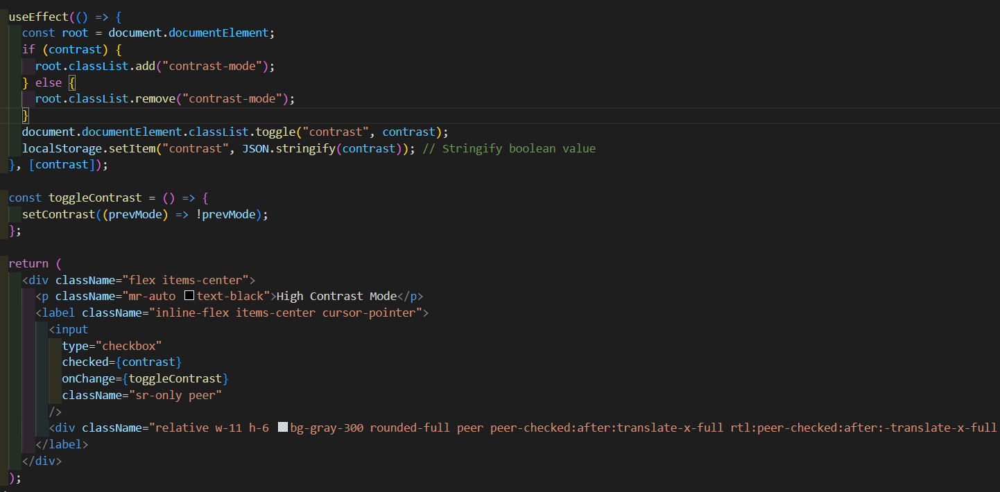 useEffect(() => {
  const root = document.documentElement;
  if (contrast) {
    root.classList.add("contrast-mode");
  } else {
    root.classList.remove("contrast-mode");
  }
  document.documentElement.classList.toggle("contrast", contrast);
  localStorage.setItem("contrast", JSON.stringify(contrast)); // Stringify boolean value
}, [contrast]);

const toggleContrast = () => {
  setContrast((prevMode) => !prevMode);
};

return (
  <div className="flex items-center">
    <p className="mr-auto text-black">High Contrast Mode</p>
    <label className="inline-flex items-center cursor-pointer">
      <input
        type="checkbox"
        checked={contrast}
        onChange={toggleContrast}
        className="sr-only peer"
      />
      <div className="relative w-11 h-6 bg-gray-300 rounded-full peer peer-checked:after:translate-x-full rtl:peer-checked:after:-translate-x-full
    </label>
  </div>
);